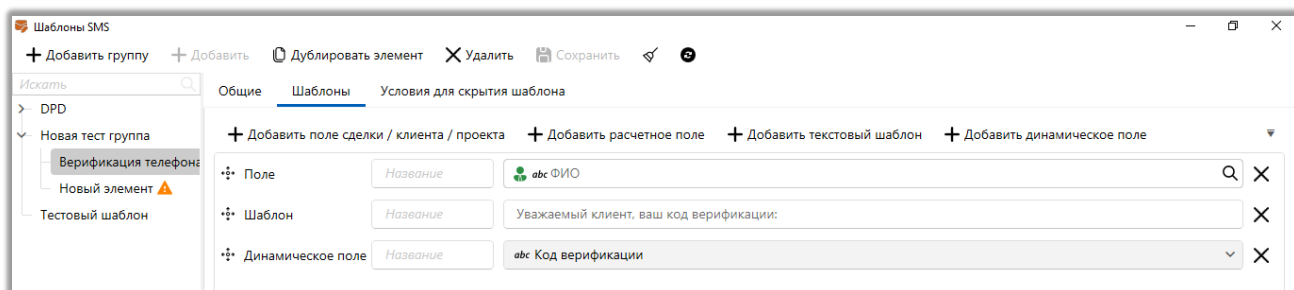 Шаблоны SMS
Добавить группу Добавить Дублировать элемент Удалить Сохранить
Искать
Общие Шаблоны Условия для скрытия шаблона
DPD
Новая тест группа
Верификация телефона
Новый элемент
Тестовый шаблон
Добавить поле сделки / клиента / проекта Добавить расчетное поле Добавить текстовый шаблон Добавить динамическое поле
Поле Название abc ФИО
Шаблон Название Уважаемый клиент, ваш код верификации:
Динамическое поле Название abc Код верификации